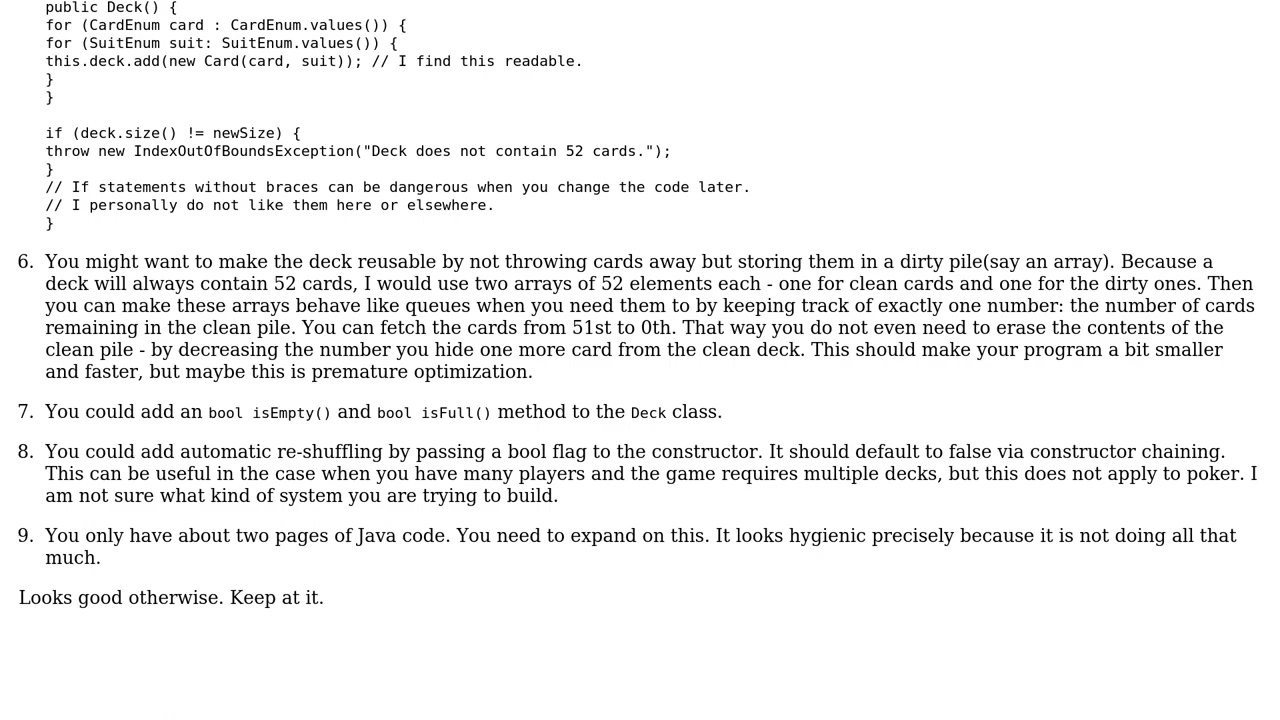 public Deck() {
for (CardEnum card : CardEnum.values()) {
for (SuitEnum suit: SuitEnum.values()) {
this.deck.add(new Card(card, suit)); // I find this readable.
}
}
if (deck.size() != newSize) {
throw new IndexOutOfBoundsException("Deck does not contain 52 cards.");
}
// If statements without braces can be dangerous when you change the code later.
// I personally do not like them here or elsewhere.
}
6. You might want to make the deck reusable by not throwing cards away but storing them in a dirty pile(say an array). Because a
deck will always contain 52 cards, I would use two arrays of 52 elements each - one for clean cards and one for the dirty ones. Then
you can make these arrays behave like queues when you need them to by keeping track of exactly one number: the number of cards
remaining in the clean pile. You can fetch the cards from 51st to 0th. That way you do not even need to erase the contents of the
clean pile - by decreasing the number you hide one more card from the clean deck. This should make your program a bit smaller
and faster, but maybe this is premature optimization.
7. You could add an bool isEmpty() and bool isFull() method to the Deck class.
8. You could add automatic re-shuffling by passing a bool flag to the constructor. It should default to false via constructor chaining.
This can be useful in the case when you have many players and the game requires multiple decks, but this does not apply to poker. I
am not sure what kind of system you are trying to build.
9. You only have about two pages of Java code. You need to expand on this. It looks hygienic precisely because it is not doing all that
much.
Looks good otherwise. Keep at it.